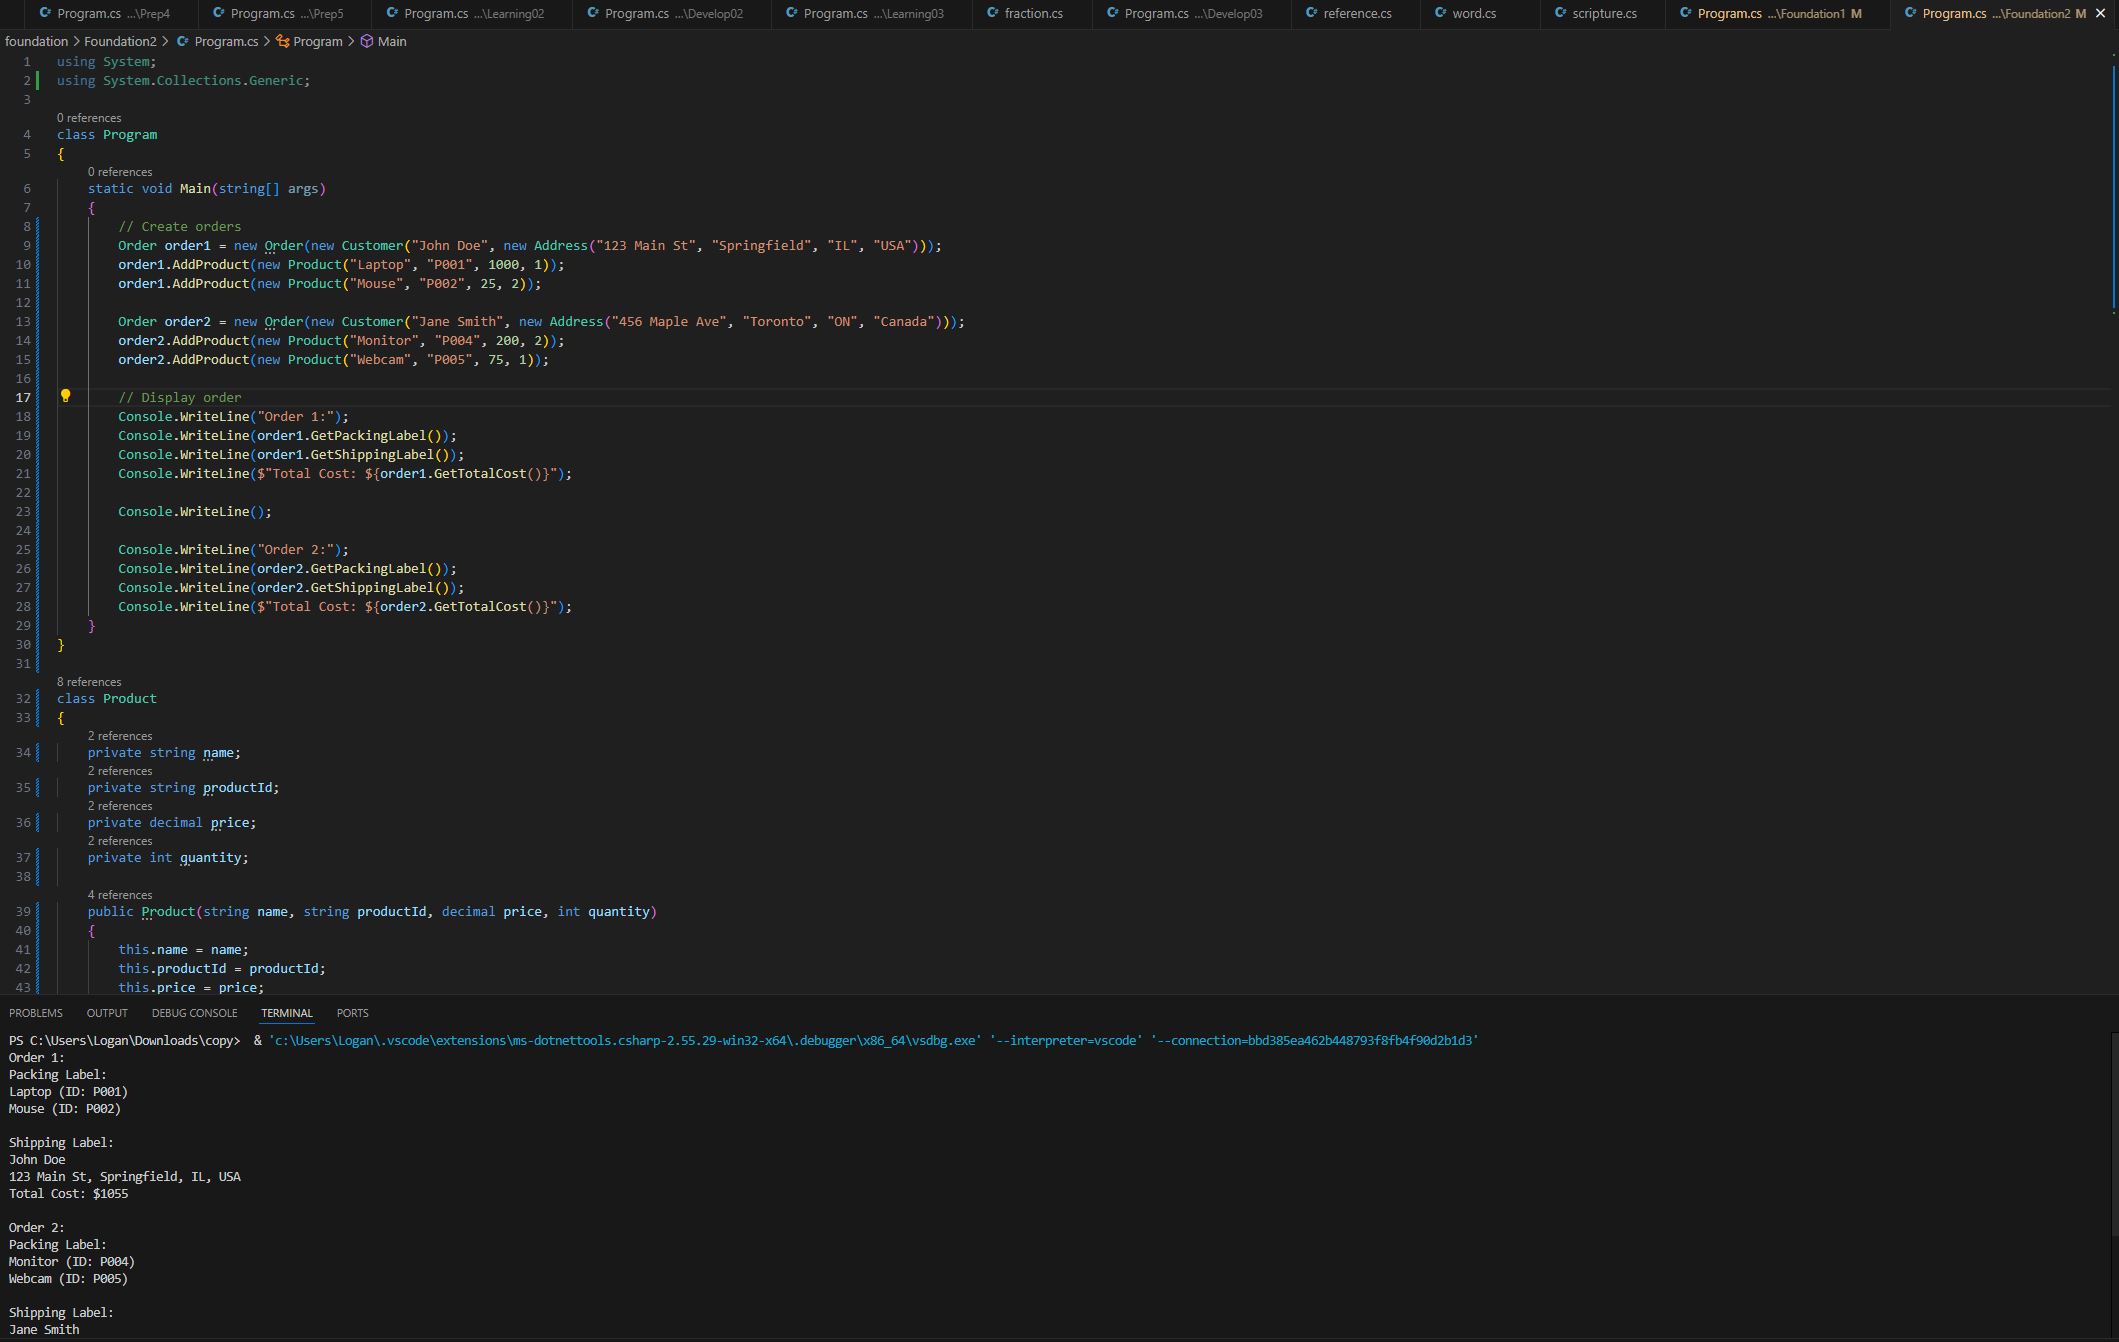 Program.cs ...\Prep4 Program.cs ...\Prep5 Program.cs ...\Learning02 Program.cs ...\Develop02 Program.cs ...\Learning03 fraction.cs Program.cs ...\Develop03 reference.cs word.cs scripture.cs Program.cs ...\Foundation1 M Program.cs ...\Foundation2 M
foundation > Foundation2 > Program.cs > Program > Main
1 using System;
2 using System.Collections.Generic;
3
0 references
4 class Program
5 {
0 references
6 static void Main(string[] args)
7 {
8 // Create orders
9 Order order1 = new Order(new Customer("John Doe", new Address("123 Main St", "Springfield", "IL", "USA")));
10 order1.AddProduct(new Product("Laptop", "P001", 1000, 1));
11 order1.AddProduct(new Product("Mouse", "P002", 25, 2));
12
13 Order order2 = new Order(new Customer("Jane Smith", new Address("456 Maple Ave", "Toronto", "ON", "Canada")));
14 order2.AddProduct(new Product("Monitor", "P004", 200, 2));
15 order2.AddProduct(new Product("Webcam", "P005", 75, 1));
16
17 // Display order
18 Console.WriteLine("Order 1:");
19 Console.WriteLine(order1.GetPackingLabel());
20 Console.WriteLine(order1.GetShippingLabel());
21 Console.WriteLine($"Total Cost: ${order1.GetTotalCost()}");
22
23 Console.WriteLine();
24
25 Console.WriteLine("Order 2:");
26 Console.WriteLine(order2.GetPackingLabel());
27 Console.WriteLine(order2.GetShippingLabel());
28 Console.WriteLine($"Total Cost: ${order2.GetTotalCost()}");
29 }
30 }
31
8 references
32 class Product
33 {
2 references
34 private string name;
2 references
35 private string productId;
2 references
36 private decimal price;
2 references
37 private int quantity;
38
4 references
39 public Product(string name, string productId, decimal price, int quantity)
40 {
41 this.name = name;
42 this.productId = productId;
43 this.price = price;
PROBLEMS OUTPUT DEBUG CONSOLE TERMINAL PORTS
PS C:\Users\Logan\Downloads\copy> & 'c:\Users\Logan\.vscode\extensions\ms-dotnettools.csharp-2.55.29-win32-x64\.debugger\x86_64\vsdbg.exe' '--interpreter=vscode' '--connection=bbd385ea462b448793f8fb4f90d2b1d3'
Order 1:
Packing Label:
Laptop (ID: P001)
Mouse (ID: P002)
Shipping Label:
John Doe
123 Main St, Springfield, IL, USA
Total Cost: $1055
Order 2:
Packing Label:
Monitor (ID: P004)
Webcam (ID: P005)
Shipping Label:
Jane Smith